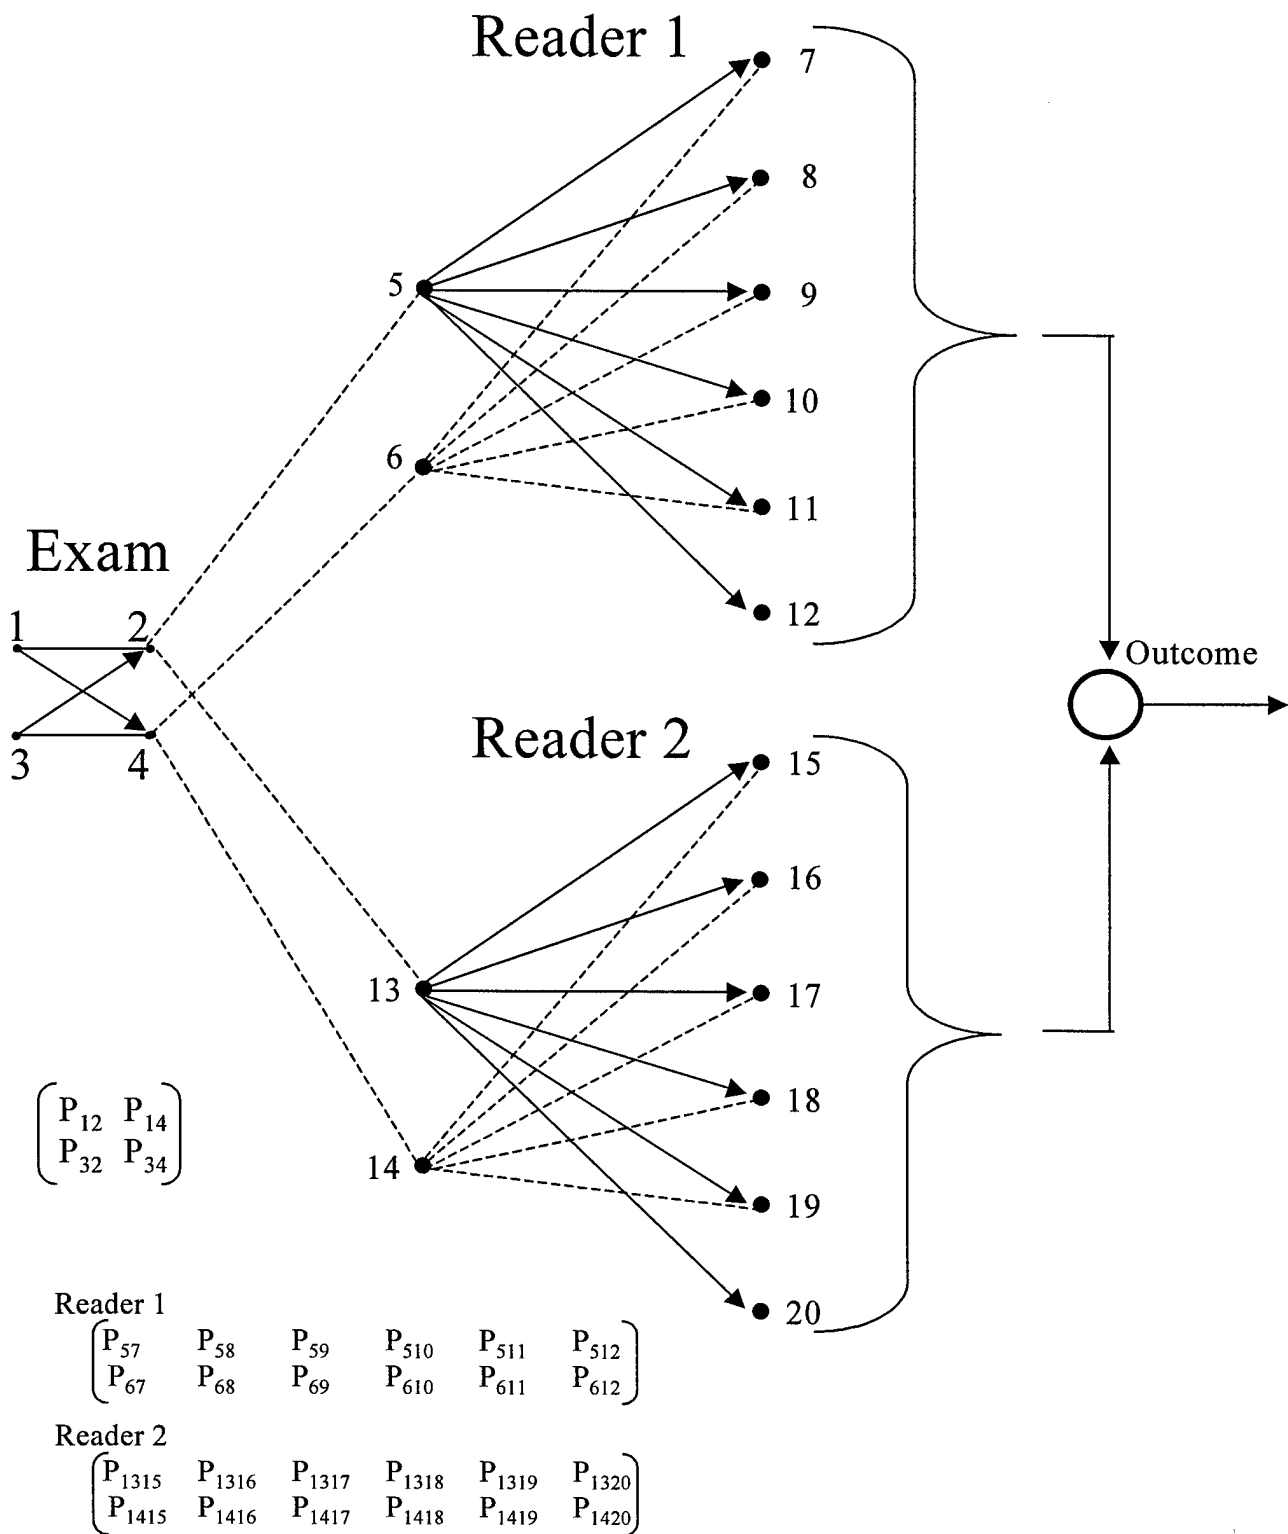 Reader 1
7
8
5
9
10
6
11
Exam
12
1 2
Outcome
3 4
Reader 2
15
16
13
17
18
14
19
20
P12 P14
P32 P34
Reader 1
P57 P58 P59 P510 P511 P512
P67 P68 P69 P610 P611 P612
Reader 2
P1315 P1316 P1317 P1318 P1319 P1320
P1415 P1416 P1417 P1418 P1419 P1420